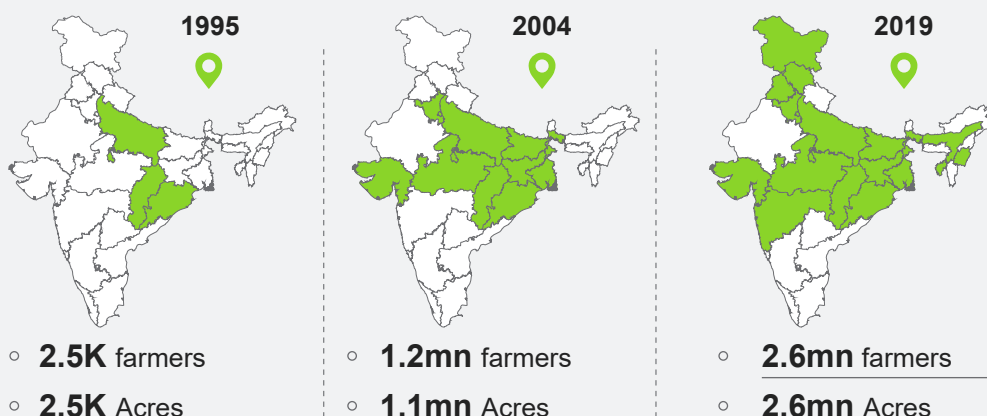 1995
2.5K farmers
2.5K Acres
2004
1.2mn farmers
1.1mn Acres
2019
2.6mn farmers
2.6mn Acres